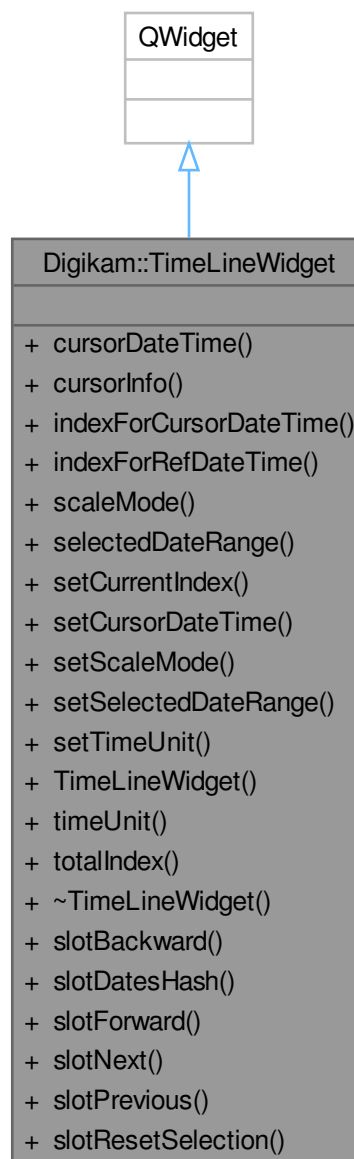 QWidget
Digikam::TimeLineWidget
+ cursorDateTime()
+ cursorInfo()
+ indexForCursorDateTime()
+ indexForRefDateTime()
+ scaleMode()
+ selectedDateRange()
+ setCurrentIndex()
+ setCursorDateTime()
+ setScaleMode()
+ setSelectedDateRange()
+ setTimeUnit()
+ TimeLineWidget()
+ timeUnit()
+ totalIndex()
+ ~TimeLineWidget()
+ slotBackward()
+ slotDatesHash()
+ slotForward()
+ slotNext()
+ slotPrevious()
+ slotResetSelection()